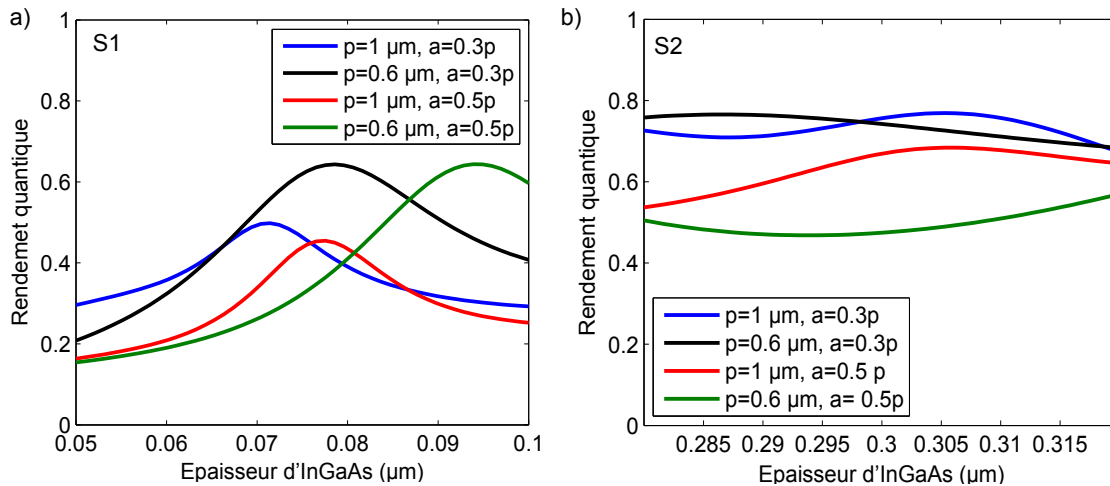 a)
S1
p=1 µm, a=0.3p
p=0.6 µm, a=0.3p
p=1 µm, a=0.5p
p=0.6 µm, a=0.5p
Rendemet quantique
1
0.8
0.6
0.4
0.2
0
0.05 0.06 0.07 0.08 0.09 0.1
Epaisseur d'InGaAs (µm)
b)
S2
Rendement quantique
1
0.8
0.6
0.4
0.2
0
p=1 µm, a=0.3p
p=0.6 µm, a=0.3p
p=1 µm, a=0.5 p
p=0.6 µm, a= 0.5p
0.285 0.29 0.295 0.3 0.305 0.31 0.315
Epaisseur d'InGaAs (µm)